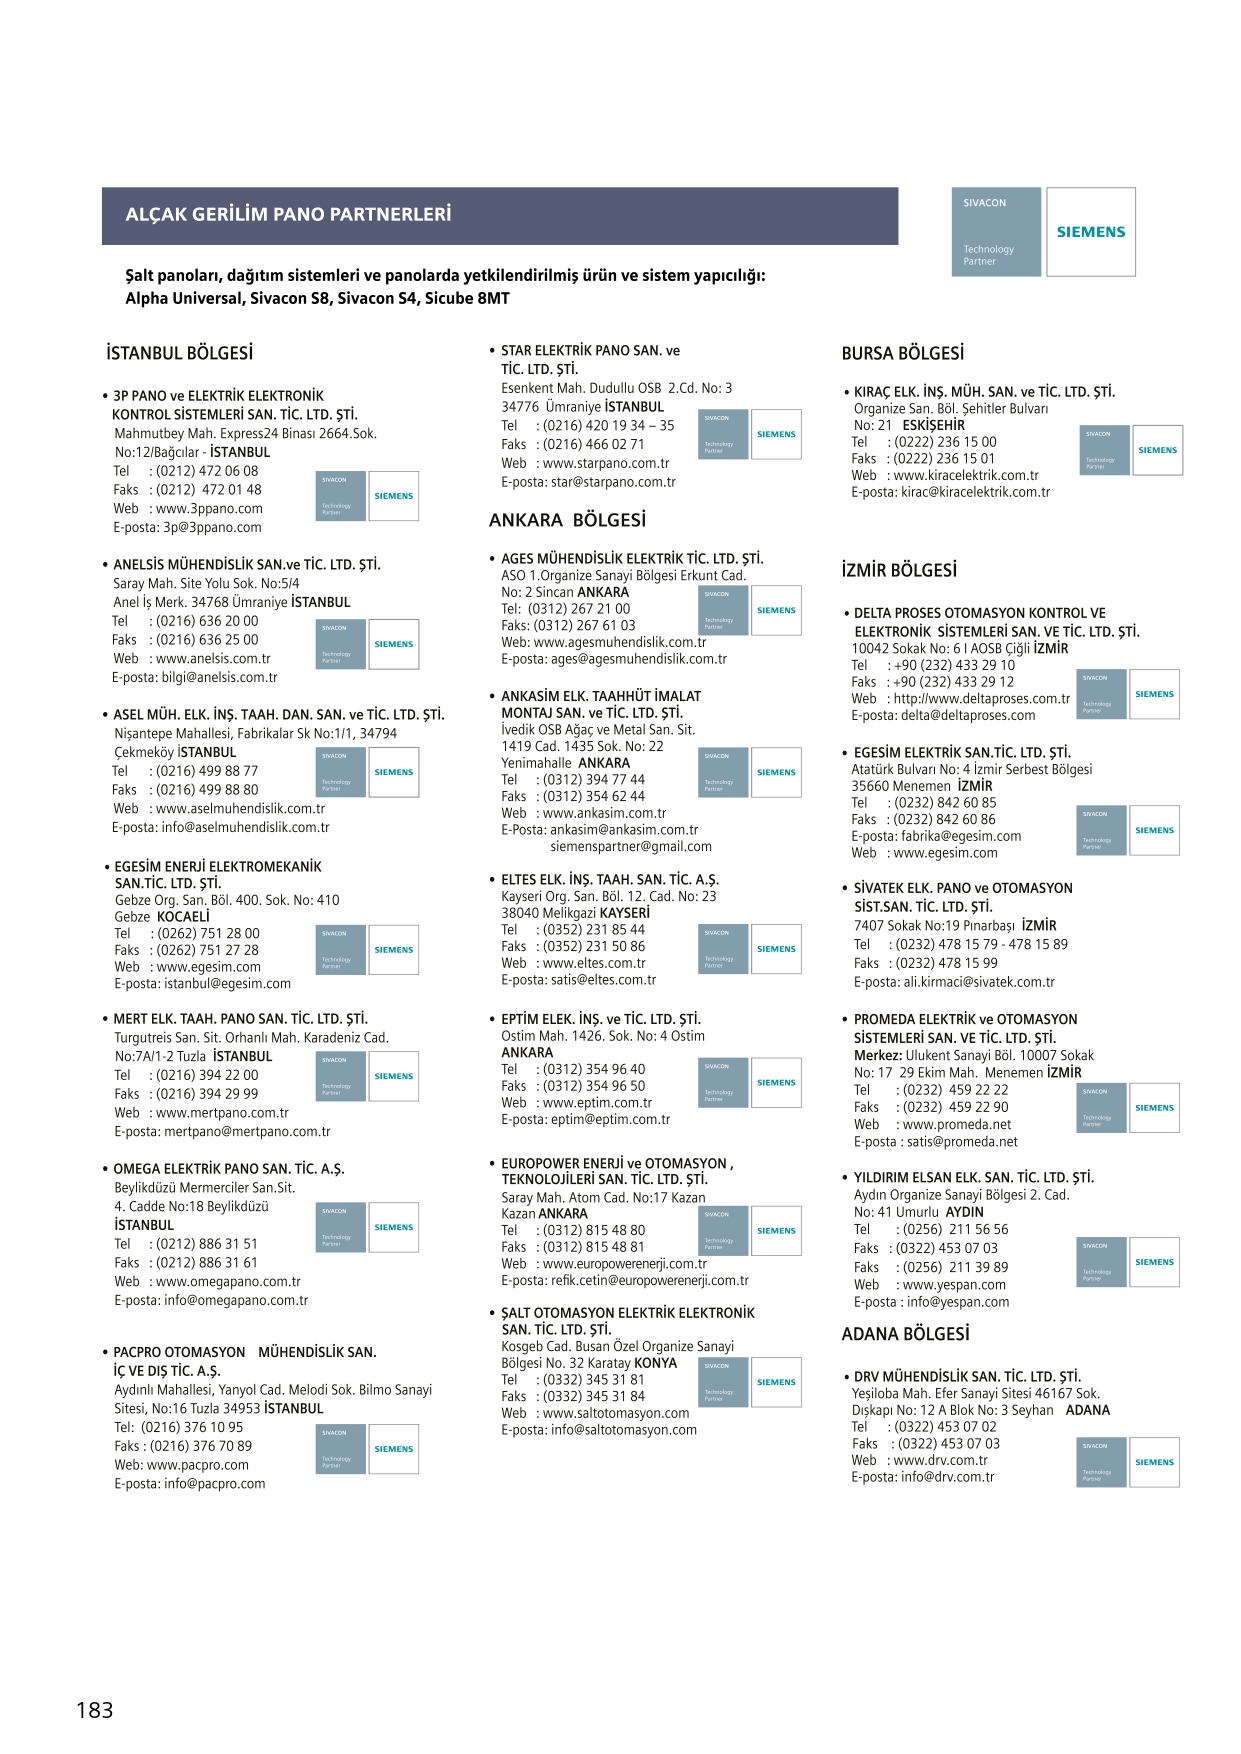 ALÇAK GERİLİM PANO PARTNERLERİ
SIVACON
Technology
Partner
SIEMENS
Şalt panoları, dağıtım sistemleri ve panolarda yetkilendirilmiş ürün ve sistem yapıcılığı:
Alpha Universal, Sivacon S8, Sivacon S4, Sicube 8MT
İSTANBUL BÖLGESİ
• 3P PANO ve ELEKTRİK ELEKTRONİK
KONTROL SİSTEMLERİ SAN. TİC. LTD. ŞTİ.
Mahmutbey Mah. Express24 Binası 2664.Sok.
No:12/Bağcılar - İSTANBUL
Tel : (0212) 472 06 08
Faks : (0212) 472 01 48
Web : www.3ppano.com
E-posta: 3p@3ppano.com
SIVACON
Technology
Partner
SIEMENS
• ANELSİS MÜHENDİSLİK SAN.ve TİC. LTD. ŞTİ.
Saray Mah. Site Yolu Sok. No:5/4
Anel İş Merk. 34768 Ümraniye İSTANBUL
Tel : (0216) 636 20 00
Faks : (0216) 636 25 00
Web : www.anelsis.com.tr
E-posta: bilgi@anelsis.com.tr
SIVACON
Technology
Partner
SIEMENS
• ASEL MÜH. ELK. İNŞ. TAAH. DAN. SAN. ve TİC. LTD. ŞTİ.
Nişantepe Mahallesi, Fabrikalar Sk No:1/1, 34794
Çekmeköy İSTANBUL
Tel : (0216) 499 88 77
Faks : (0216) 499 88 80
Web : www.aselmuhendislik.com.tr
E-posta: info@aselmuhendislik.com.tr
SIVACON
Technology
Partner
SIEMENS
• EGESİM ENERJİ ELEKTROMEKANİK
SAN.TİC. LTD. ŞTİ.
Gebze Org. San. Böl. 400. Sok. No: 410
Gebze KOCAELİ
Tel : (0262) 751 28 00
Faks : (0262) 751 27 28
Web : www.egesim.com
E-posta: istanbul@egesim.com
SIVACON
Technology
Partner
SIEMENS
• MERT ELK. TAAH. PANO SAN. TİC. LTD. ŞTİ.
Turgutreis San. Sit. Orhanlı Mah. Karadeniz Cad.
No:7A/1-2 Tuzla İSTANBUL
Tel : (0216) 394 22 00
Faks : (0216) 394 29 99
Web : www.mertpano.com.tr
E-posta: mertpano@mertpano.com.tr
SIVACON
Technology
Partner
SIEMENS
• OMEGA ELEKTRİK PANO SAN. TİC. A.Ş.
Beylikdüzü Mermerciler San.Sit.
4. Cadde No:18 Beylikdüzü
İSTANBUL
Tel : (0212) 886 31 51
Faks : (0212) 886 31 61
Web : www.omegapano.com.tr
E-posta: info@omegapano.com.tr
SIVACON
Technology
Partner
SIEMENS
• PACPRO OTOMASYON MÜHENDİSLİK SAN.
İÇ VE DIŞ TİC. A.Ş.
Aydınlı Mahallesi, Yanyol Cad. Melodi Sok. Bilmo Sanayi
Sitesi, No:16 Tuzla 34953 İSTANBUL
Tel: (0216) 376 10 95
Faks : (0216) 376 70 89
Web: www.pacpro.com
E-posta: info@pacpro.com
SIVACON
Technology
Partner
SIEMENS
• STAR ELEKTRİK PANO SAN. ve
TİC. LTD. ŞTİ.
Esenkent Mah. Dudullu OSB 2.Cd. No: 3
34776 Ümraniye İSTANBUL
Tel : (0216) 420 19 34 – 35
Faks : (0216) 466 02 71
Web : www.starpano.com.tr
E-posta: star@starpano.com.tr
SIVACON
Technology
Partner
SIEMENS
ANKARA BÖLGESİ
• AGES MÜHENDİSLİK ELEKTRİK TİC. LTD. ŞTİ.
ASO 1.Organize Sanayi Bölgesi Erkunt Cad.
No: 2 Sincan ANKARA
Tel: (0312) 267 21 00
Faks: (0312) 267 61 03
Web: www.agesmuhendislik.com.tr
E-posta: ages@agesmuhendislik.com.tr
SIVACON
Technology
Partner
SIEMENS
• ANKASİM ELK. TAAHHÜT İMALAT
MONTAJ SAN. ve TİC. LTD. ŞTİ.
İvedik OSB Ağaç ve Metal San. Sit.
1419 Cad. 1435 Sok. No: 22
Yenimahalle ANKARA
Tel : (0312) 394 77 44
Faks : (0312) 354 62 44
Web : www.ankasim.com.tr
E-Posta: ankasim@ankasim.com.tr
siemenspartner@gmail.com
SIVACON
Technology
Partner
SIEMENS
• ELTES ELK. İNŞ. TAAH. SAN. TİC. A.Ş.
Kayseri Org. San. Böl. 12. Cad. No: 23
38040 Melikgazi KAYSERİ
Tel : (0352) 231 85 44
Faks : (0352) 231 50 86
Web : www.eltes.com.tr
E-posta: satis@eltes.com.tr
SIVACON
Technology
Partner
SIEMENS
• EPTİM ELEK. İNŞ. ve TİC. LTD. ŞTİ.
Ostim Mah. 1426. Sok. No: 4 Ostim
ANKARA
Tel : (0312) 354 96 40
Faks : (0312) 354 96 50
Web : www.eptim.com.tr
E-posta: eptim@eptim.com.tr
SIVACON
Technology
Partner
SIEMENS
• EUROPOWER ENERJİ ve OTOMASYON ,
TEKNOLOJİLERİ SAN. TİC. LTD. ŞTİ.
Saray Mah. Atom Cad. No:17 Kazan
Kazan ANKARA
Tel : (0312) 815 48 80
Faks : (0312) 815 48 81
Web : www.europowerenerji.com.tr
E-posta: refik.cetin@europowerenerji.com.tr
SIVACON
Technology
Partner
SIEMENS
• ŞALT OTOMASYON ELEKTRİK ELEKTRONİK
SAN. TİC. LTD. ŞTİ.
Kosgeb Cad. Busan Özel Organize Sanayi
Bölgesi No. 32 Karatay KONYA
Tel : (0332) 345 31 81
Faks : (0332) 345 31 84
Web : www.saltotomasyon.com
E-posta: info@saltotomasyon.com
SIVACON
Technology
Partner
SIEMENS
BURSA BÖLGESİ
• KIRAÇ ELK. İNŞ. MÜH. SAN. ve TİC. LTD. ŞTİ.
Organize San. Böl. Şehitler Bulvarı
No: 21 ESKİŞEHİR
Tel : (0222) 236 15 00
Faks : (0222) 236 15 01
Web : www.kiracelektrik.com.tr
E-posta: kirac@kiracelektrik.com.tr
SIVACON
Technology
Partner
SIEMENS
İZMİR BÖLGESİ
• DELTA PROSES OTOMASYON KONTROL VE
ELEKTRONİK SİSTEMLERİ SAN. VE TİC. LTD. ŞTİ.
10042 Sokak No: 6 I AOSB Çiğli İZMİR
Tel : +90 (232) 433 29 10
Faks : +90 (232) 433 29 12
Web : http://www.deltaproses.com.tr
E-posta: delta@deltaproses.com
SIVACON
Technology
Partner
SIEMENS
• EGESİM ELEKTRİK SAN.TİC. LTD. ŞTİ.
Atatürk Bulvarı No: 4 İzmir Serbest Bölgesi
35660 Menemen İZMİR
Tel : (0232) 842 60 85
Faks : (0232) 842 60 86
E-posta: fabrika@egesim.com
Web : www.egesim.com
SIVACON
Technology
Partner
SIEMENS
• SİVATEK ELK. PANO ve OTOMASYON
SİST.SAN. TİC. LTD. ŞTİ.
7407 Sokak No:19 Pınarbaşı İZMİR
Tel : (0232) 478 15 79 - 478 15 89
Faks : (0232) 478 15 99
E-posta: ali.kirmaci@sivatek.com.tr
• PROMEDA ELEKTRİK ve OTOMASYON
SİSTEMLERİ SAN. VE TİC. LTD. ŞTİ.
Merkez: Ulukent Sanayi Böl. 10007 Sokak
No: 17 29 Ekim Mah. Menemen İZMİR
Tel : (0232) 459 22 22
Faks : (0232) 459 22 90
Web : www.promeda.net
E-posta : satis@promeda.net
SIVACON
Technology
Partner
SIEMENS
• YILDIRIM ELSAN ELK. SAN. TİC. LTD. ŞTİ.
Aydın Organize Sanayi Bölgesi 2. Cad.
No: 41 Umurlu AYDIN
Tel : (0256) 211 56 56
Faks : (0322) 453 07 03
Faks : (0256) 211 39 89
Web : www.yespan.com
E-posta : info@yespan.com
SIVACON
Technology
Partner
SIEMENS
ADANA BÖLGESİ
• DRV MÜHENDİSLİK SAN. TİC. LTD. ŞTİ.
Yeşiloba Mah. Efer Sanayi Sitesi 46167 Sok.
Dışkapı No: 12 A Blok No: 3 Seyhan ADANA
Tel : (0322) 453 07 02
Faks : (0322) 453 07 03
Web : www.drv.com.tr
E-posta: info@drv.com.tr
SIVACON
Technology
Partner
SIEMENS
183